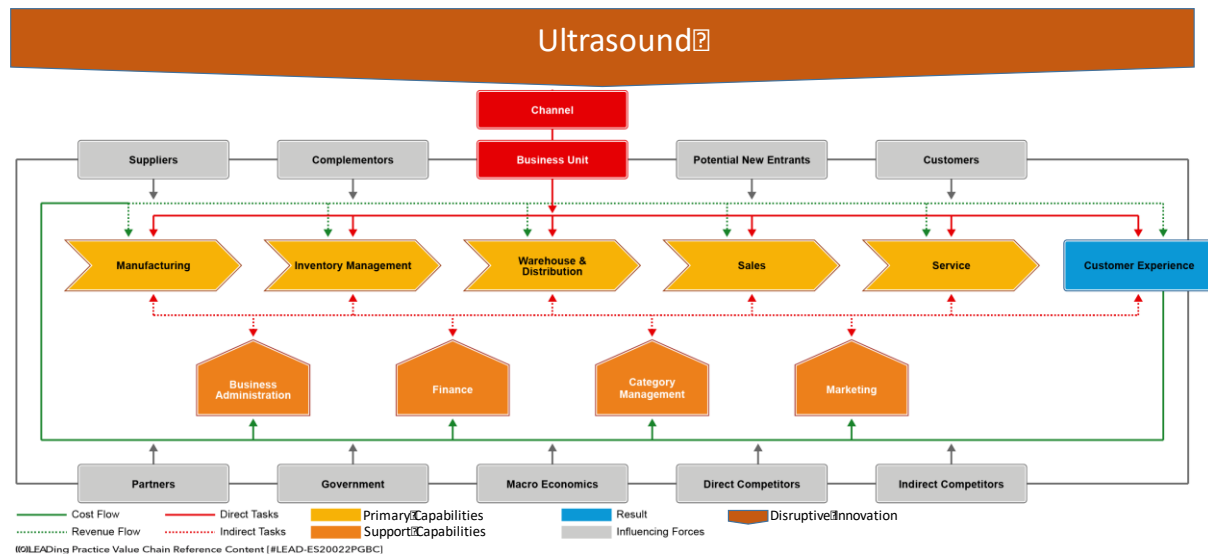 Ultrasound
Channel
Suppliers
Complementors
Business Unit
Potential New Entrants
Customers
Manufacturing
Inventory Management
Warehouse &
Distribution
Sales
Service
Customer Experience
Business
Administration
Finance
Category
Management
Marketing
Partners
Government
Macro Economics
Direct Competitors
Indirect Competitors
Cost Flow
Direct Tasks
Primary Capabilities
Result
Disruptive Innovation
Revenue Flow
Indirect Tasks
Support Capabilities
Influencing Forces
LEADing Practice Value Chain Reference Content [#LEAD-ES20022PGBC]